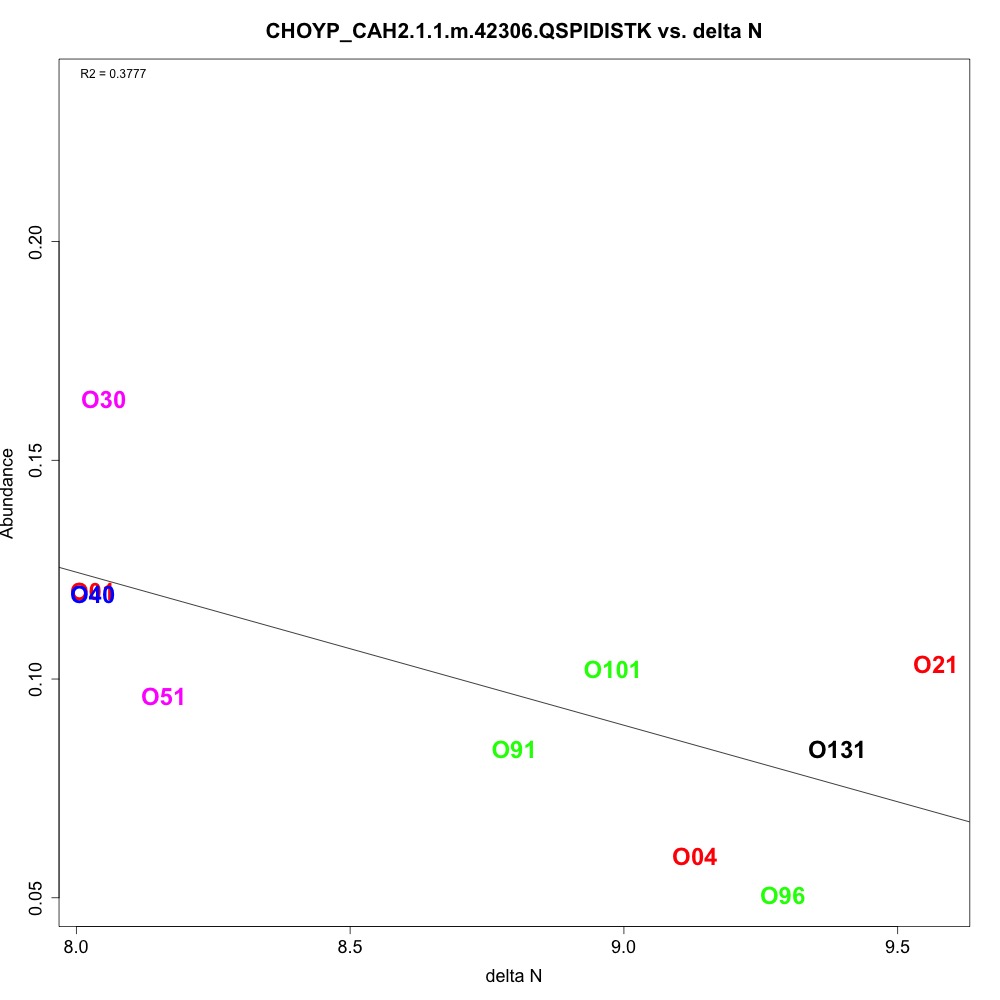 CHOYP_CAH2.1.1.m.42306.QSPIDISTK vs. delta N
R2 = 0.3777
0.20
O30
0.15
Abundance
O40
O51
0.10
O101
O21
O91
O131
O04
O96
0.05
8.0 8.5 9.0 9.5
delta N